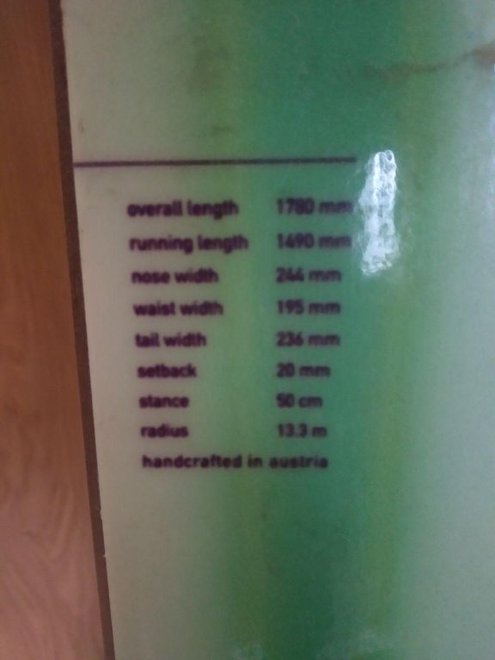 overall length 1780 mm
running length 1490 mm
nose width 244 mm
waist width 195 mm
tail width 236 mm
setback 20 mm
stance 50 cm
radius 13.3 m
handcrafted in austria